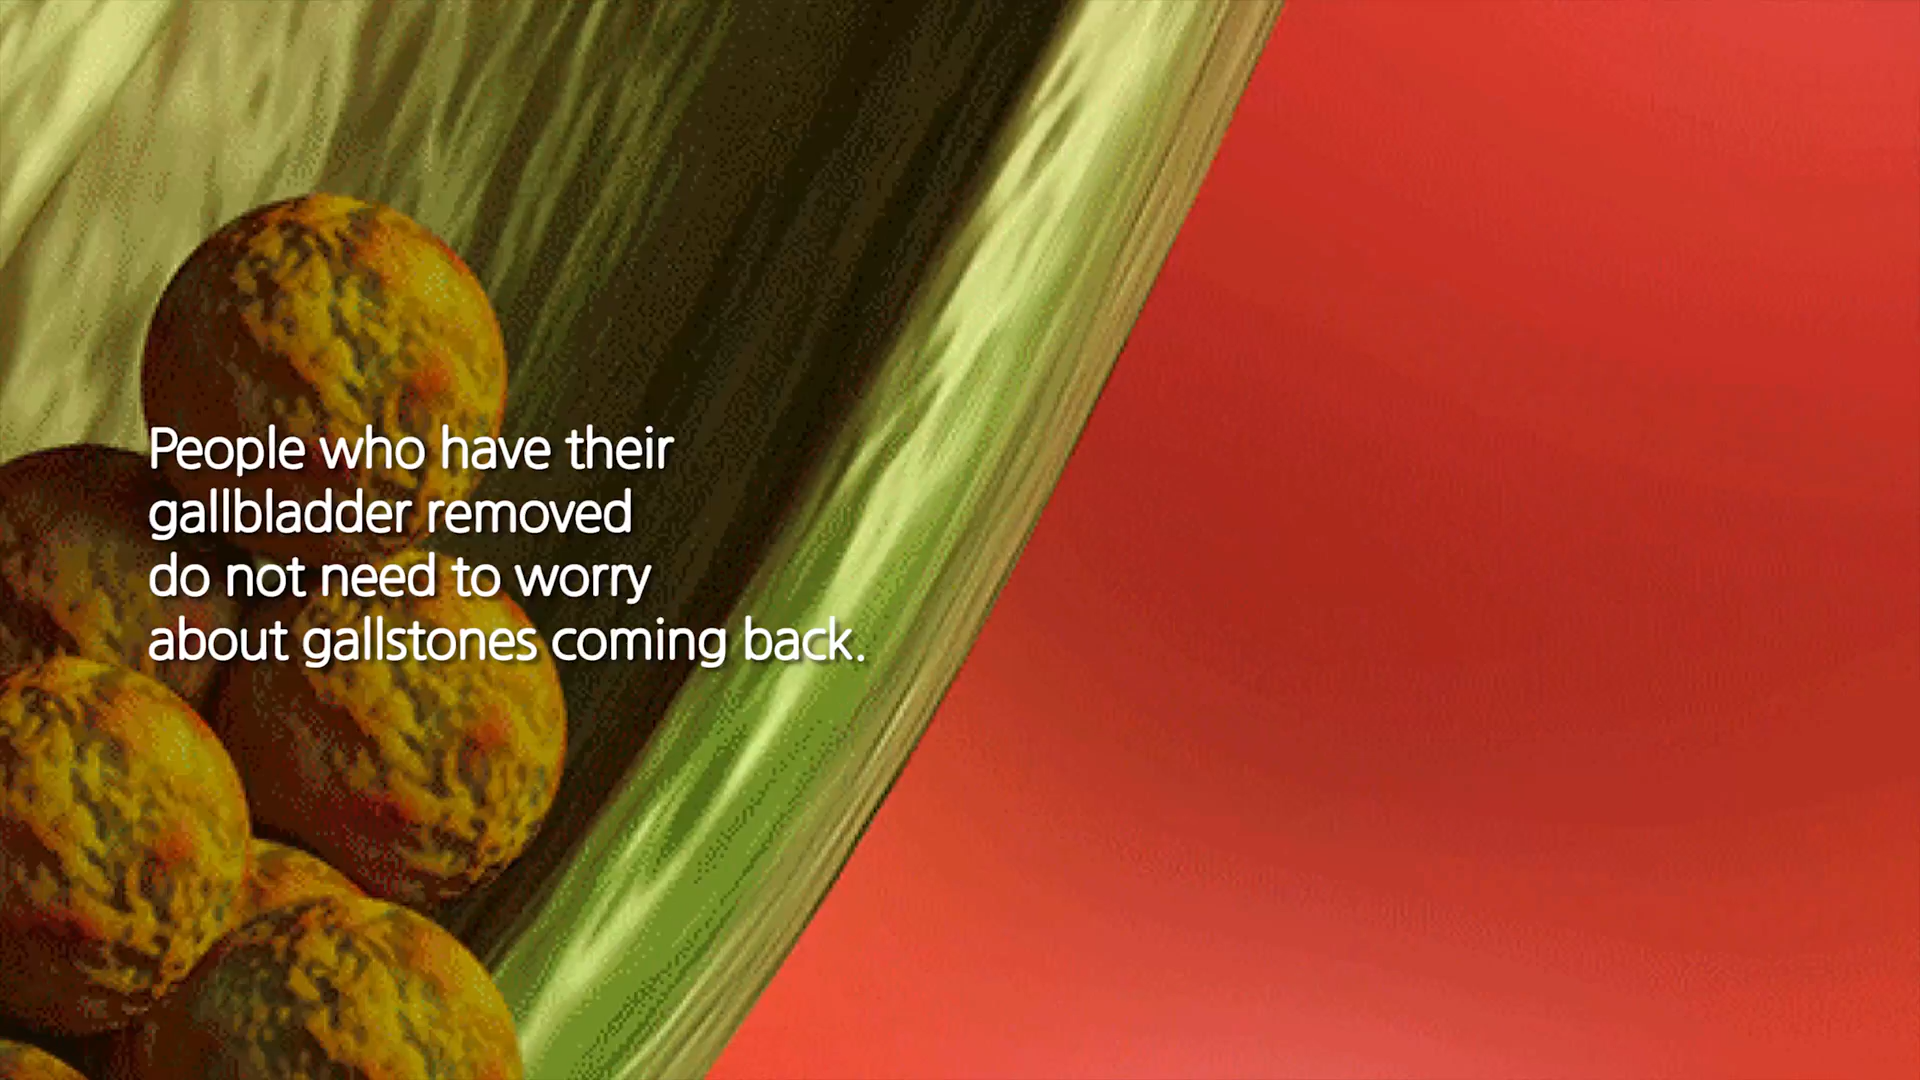 People who have their
gallbladder removed
do not need to worry
about gallstones coming back.